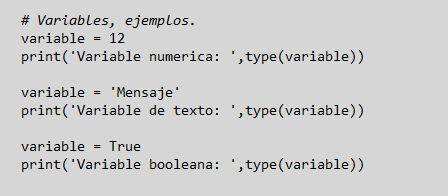 # Variables, ejemplos.
variable = 12
print('Variable numerica: ',type(variable))
variable = 'Mensaje'
print('Variable de texto: ',type(variable))
variable = True
print('Variable booleana: ',type(variable))